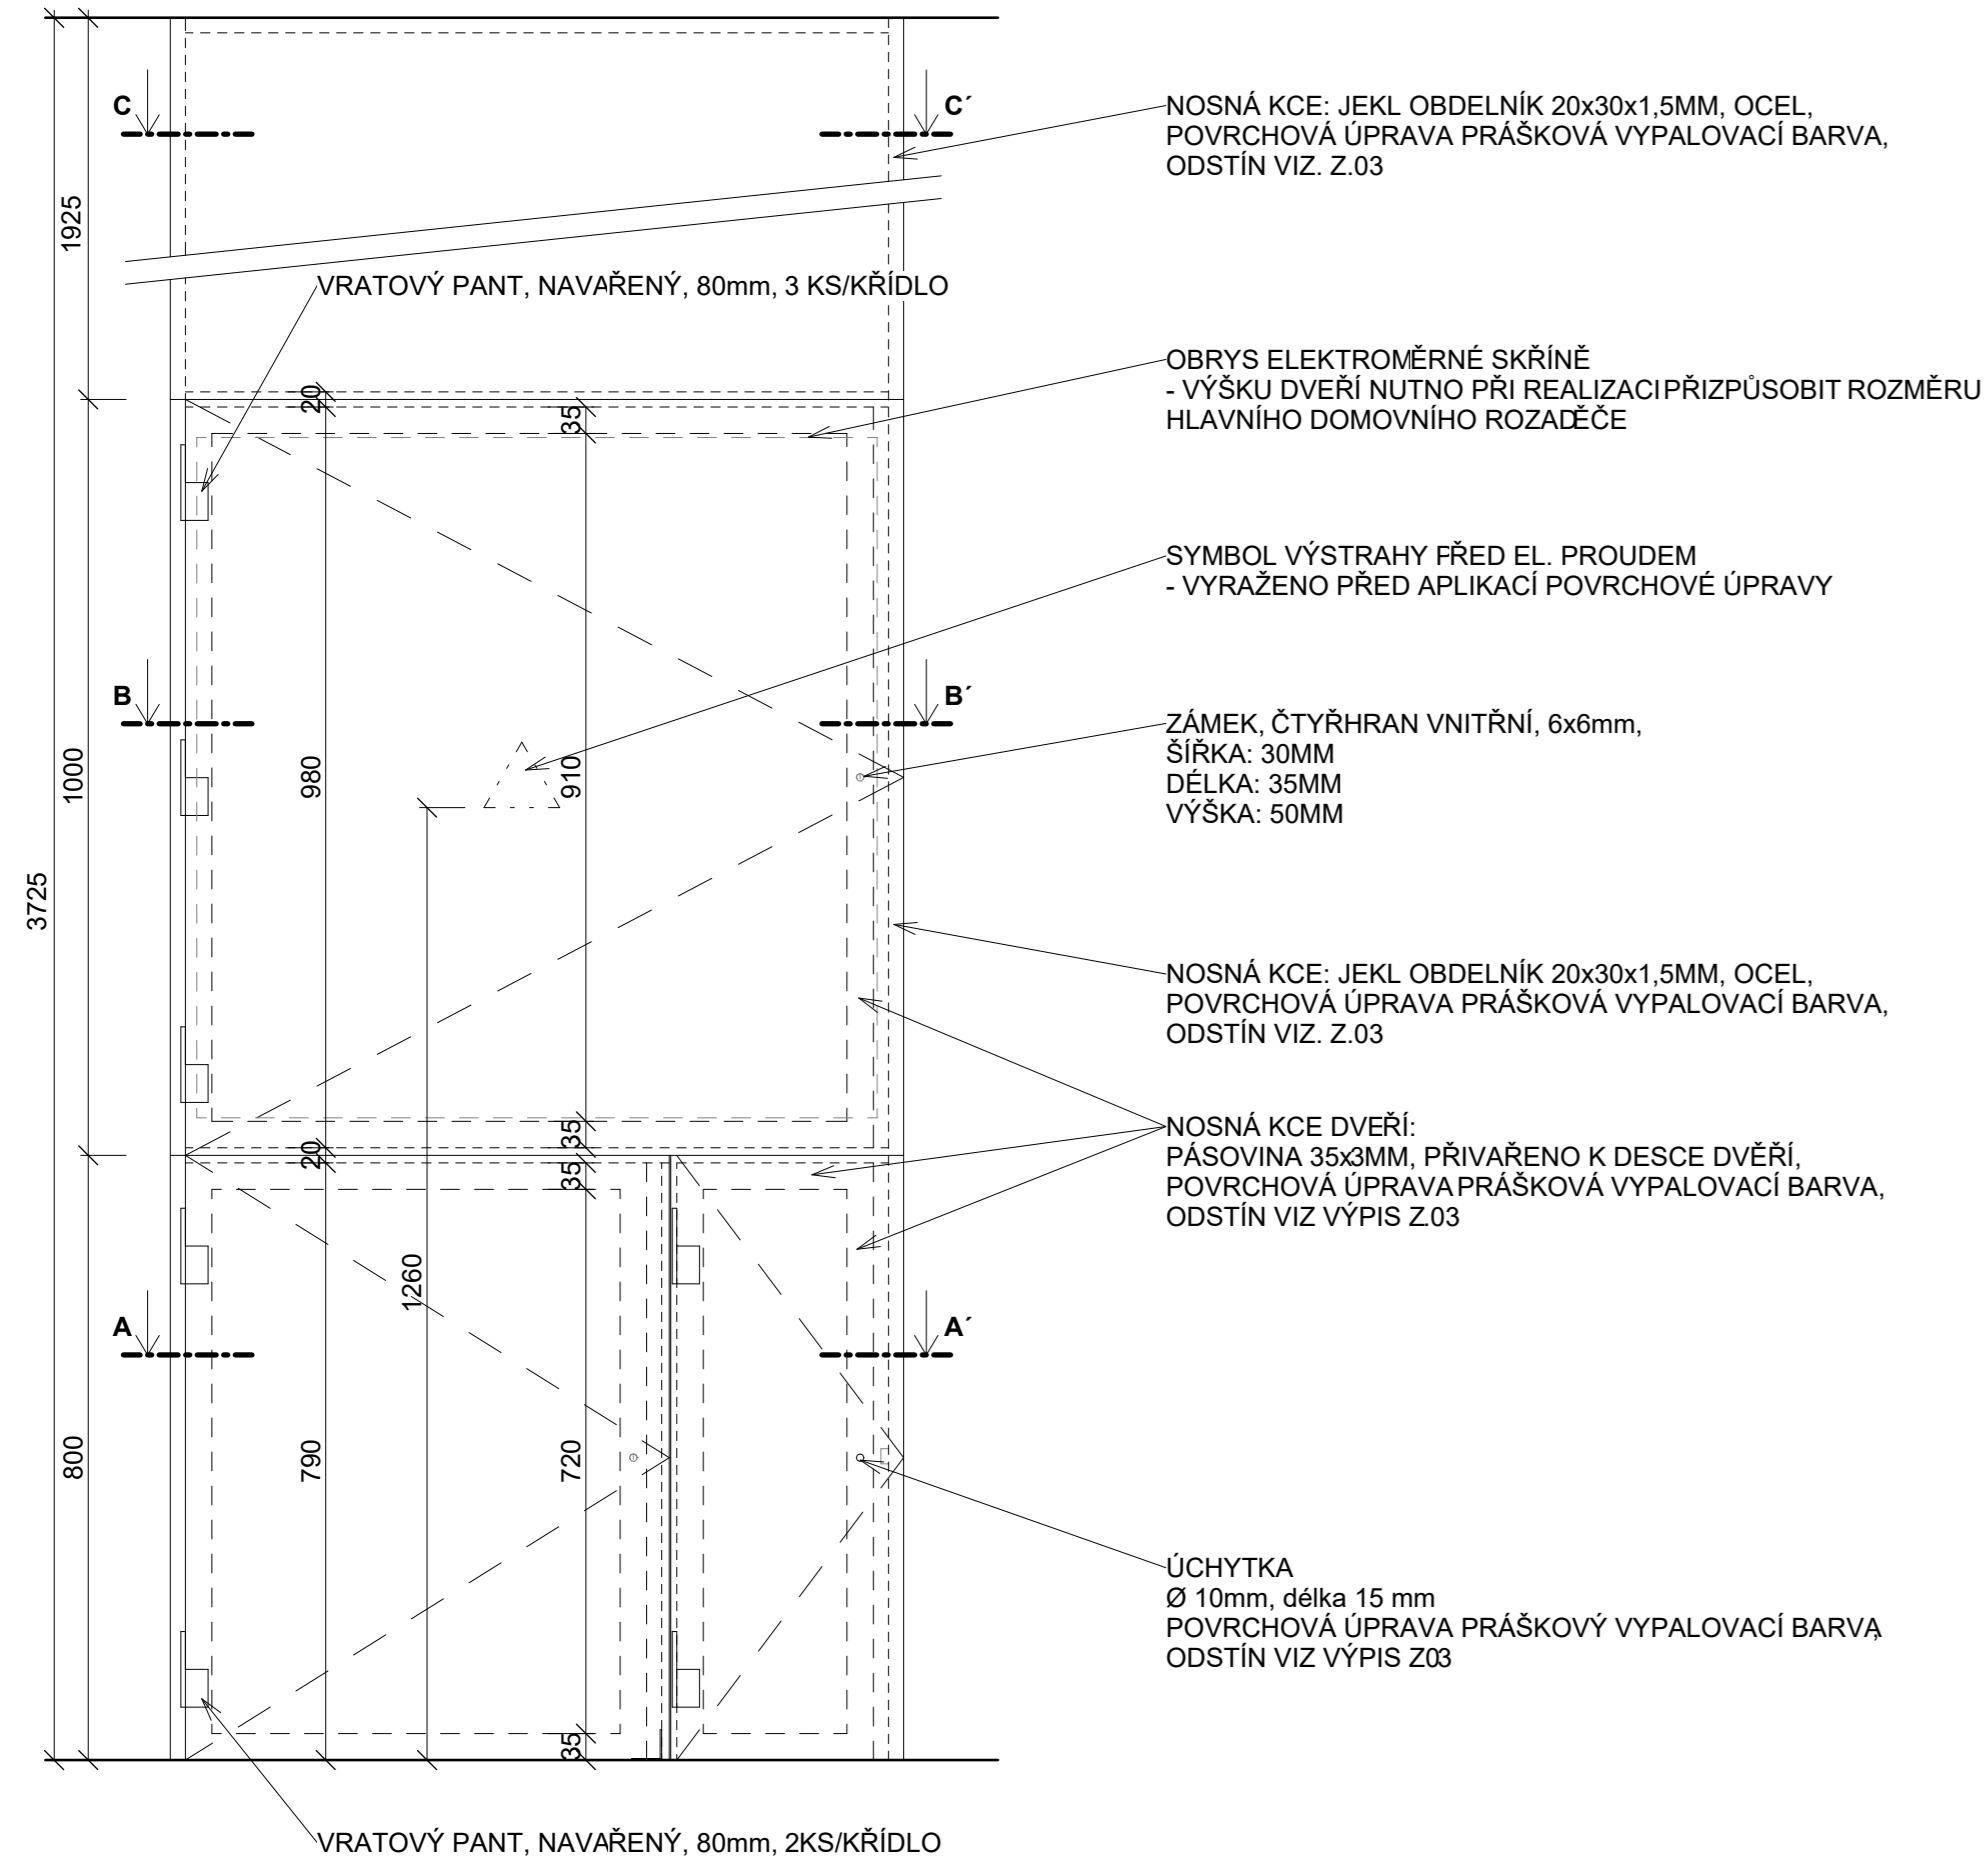 C
C´
NOSNÁ KCE: JEKL OBDELNÍK 20x30x1,5MM, OCEL,
POVRCHOVÁ ÚPRAVA PRÁŠKOVÁ VYPALOVACÍ BARVA,
ODSTÍN VIZ. Z.03
1925
VRATOVÝ PANT, NAVAŘENÝ, 80mm, 3 KS/KŘÍDLO
OBRYS ELEKTROMĚRNÉ SKŘÍNĚ
- VÝŠKU DVEŘÍ NUTNO PŘI REALIZACI PŘIZPŮSOBIT ROZMĚRU
HLAVNÍHO DOMOVNÍHO ROZADĚČE
20
35
SYMBOL VÝSTRAHY PŘED EL. PROUDEM
- VYRAŽENO PŘED APLIKACÍ POVRCHOVÉ ÚPRAVY
B
B´
ZÁMEK, ČTYŘHRAN VNITŘNÍ, 6x6mm,
ŠÍŘKA: 30MM
DÉLKA: 35MM
VÝŠKA: 50MM
1000
980
910
3725
NOSNÁ KCE: JEKL OBDELNÍK 20x30x1,5MM, OCEL,
POVRCHOVÁ ÚPRAVA PRÁŠKOVÁ VYPALOVACÍ BARVA,
ODSTÍN VIZ. Z.03
NOSNÁ KCE DVEŘÍ:
PÁSOVINA 35x3MM, PŘIVAŘENO K DESCE DVĚŘÍ,
POVRCHOVÁ ÚPRAVA PRÁŠKOVÁ VYPALOVACÍ BARVA,
ODSTÍN VIZ VÝPIS Z.03
35
20
35
1260
A
A´
800
790
720
ÚCHYTKA
Ø 10mm, délka 15 mm
POVRCHOVÁ ÚPRAVA PRÁŠKOVÝ VYPALOVACÍ BARVA,
ODSTÍN VIZ VÝPIS Z03
35
VRATOVÝ PANT, NAVAŘENÝ, 80mm, 2KS/KŘÍDLO